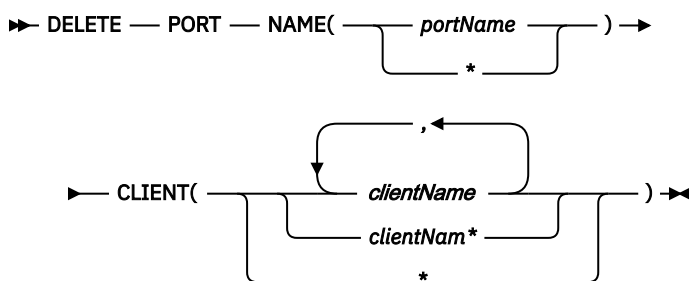 DELETE PORT NAME( portName )
*
,
CLIENT( clientName )
clientNam*
*